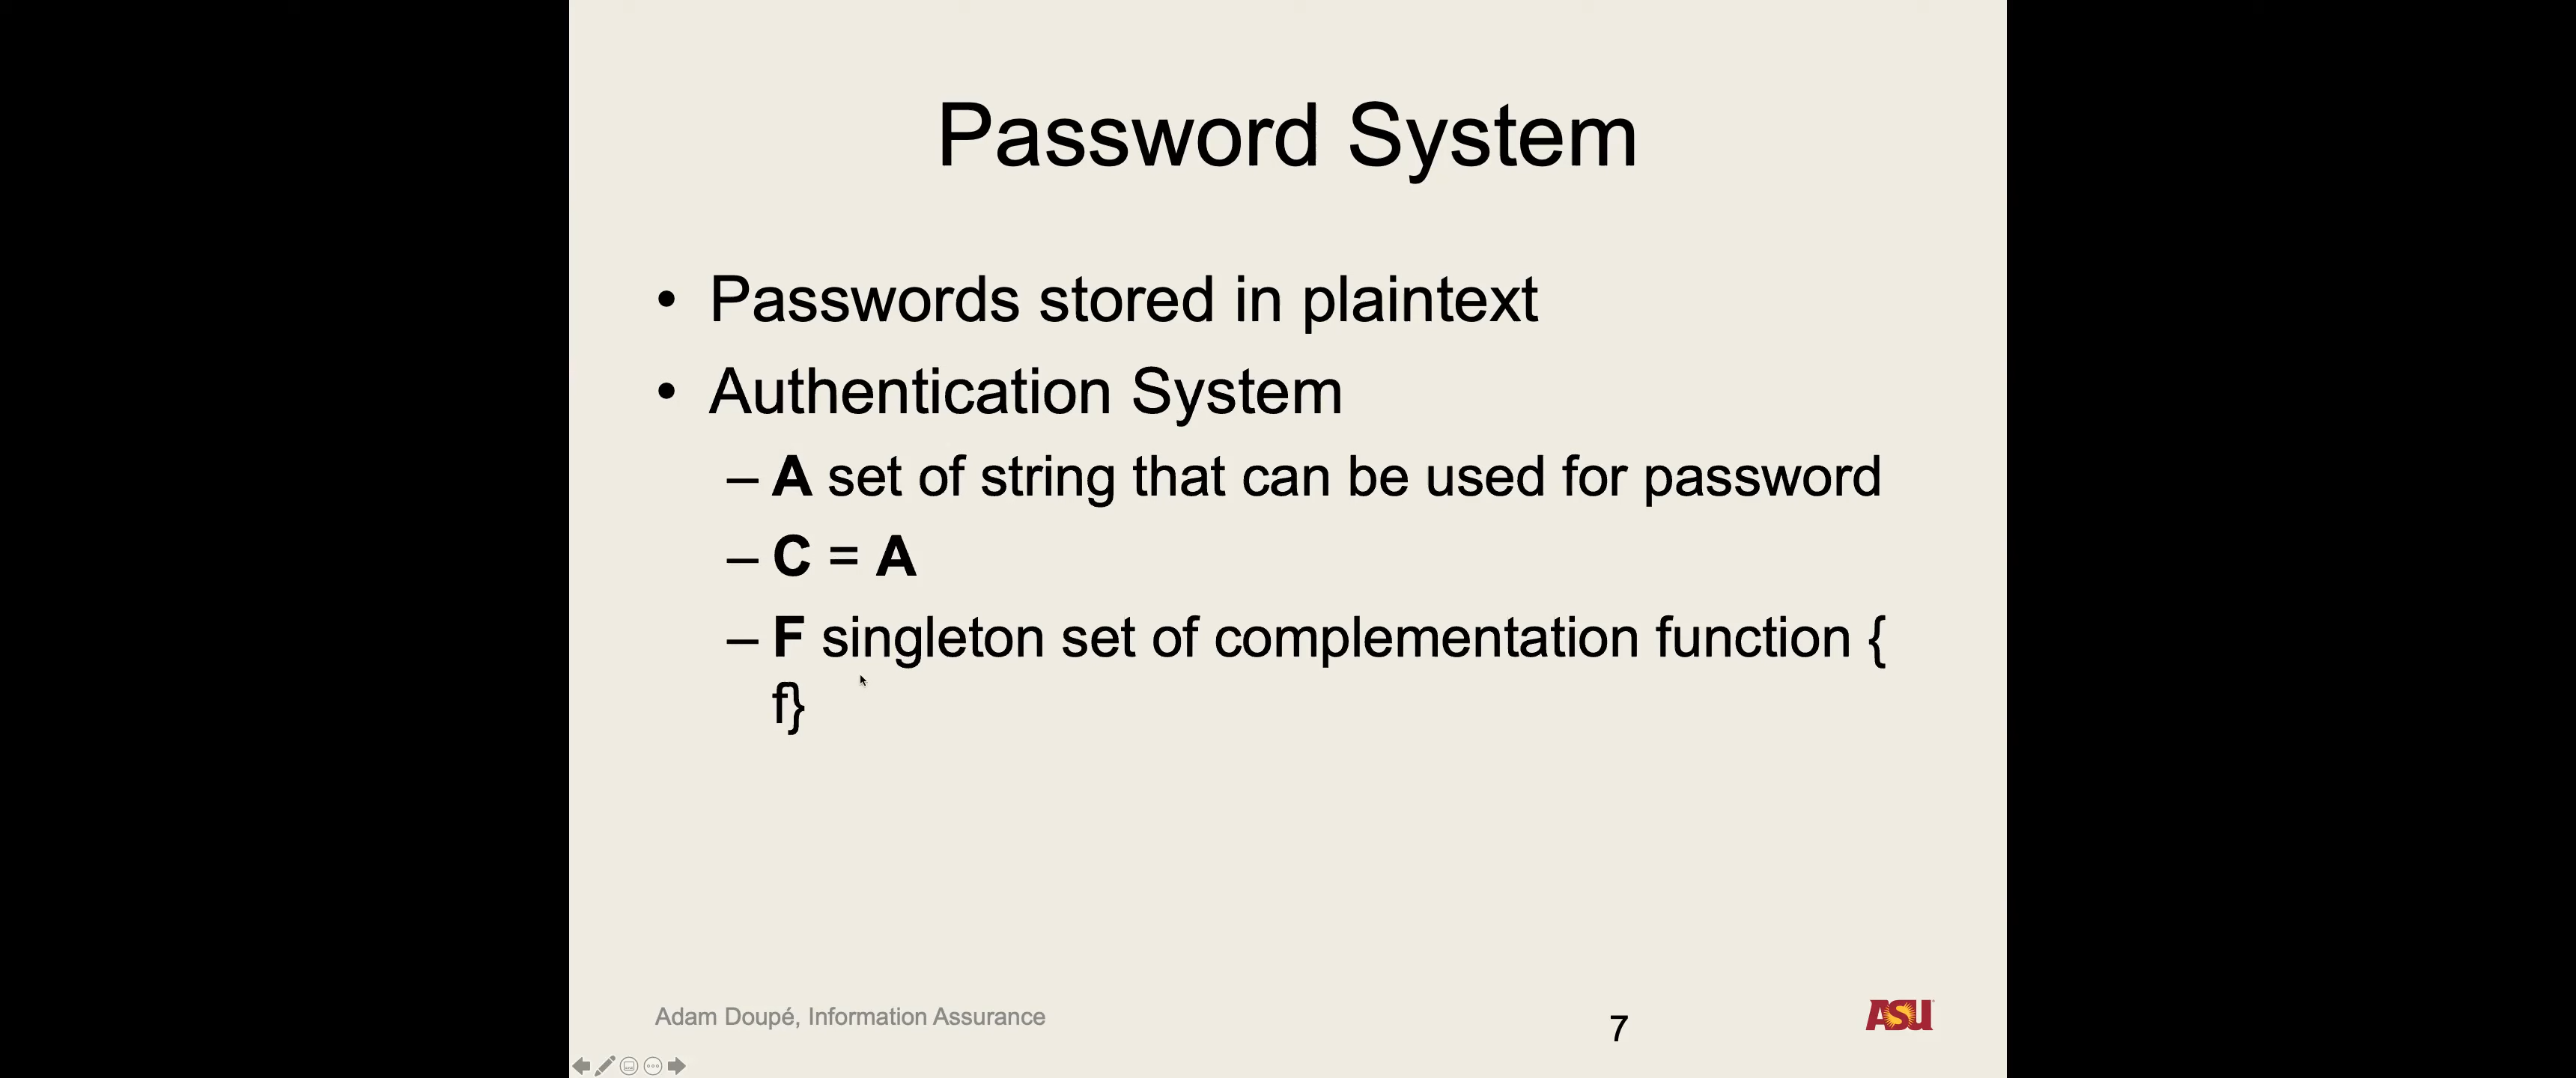 Password System
• Passwords stored in plaintext
• Authentication System
– A set of string that can be used for password
– C = A
– F singleton set of complementation function {
f}
Adam Doupé, Information Assurance
7
ASU